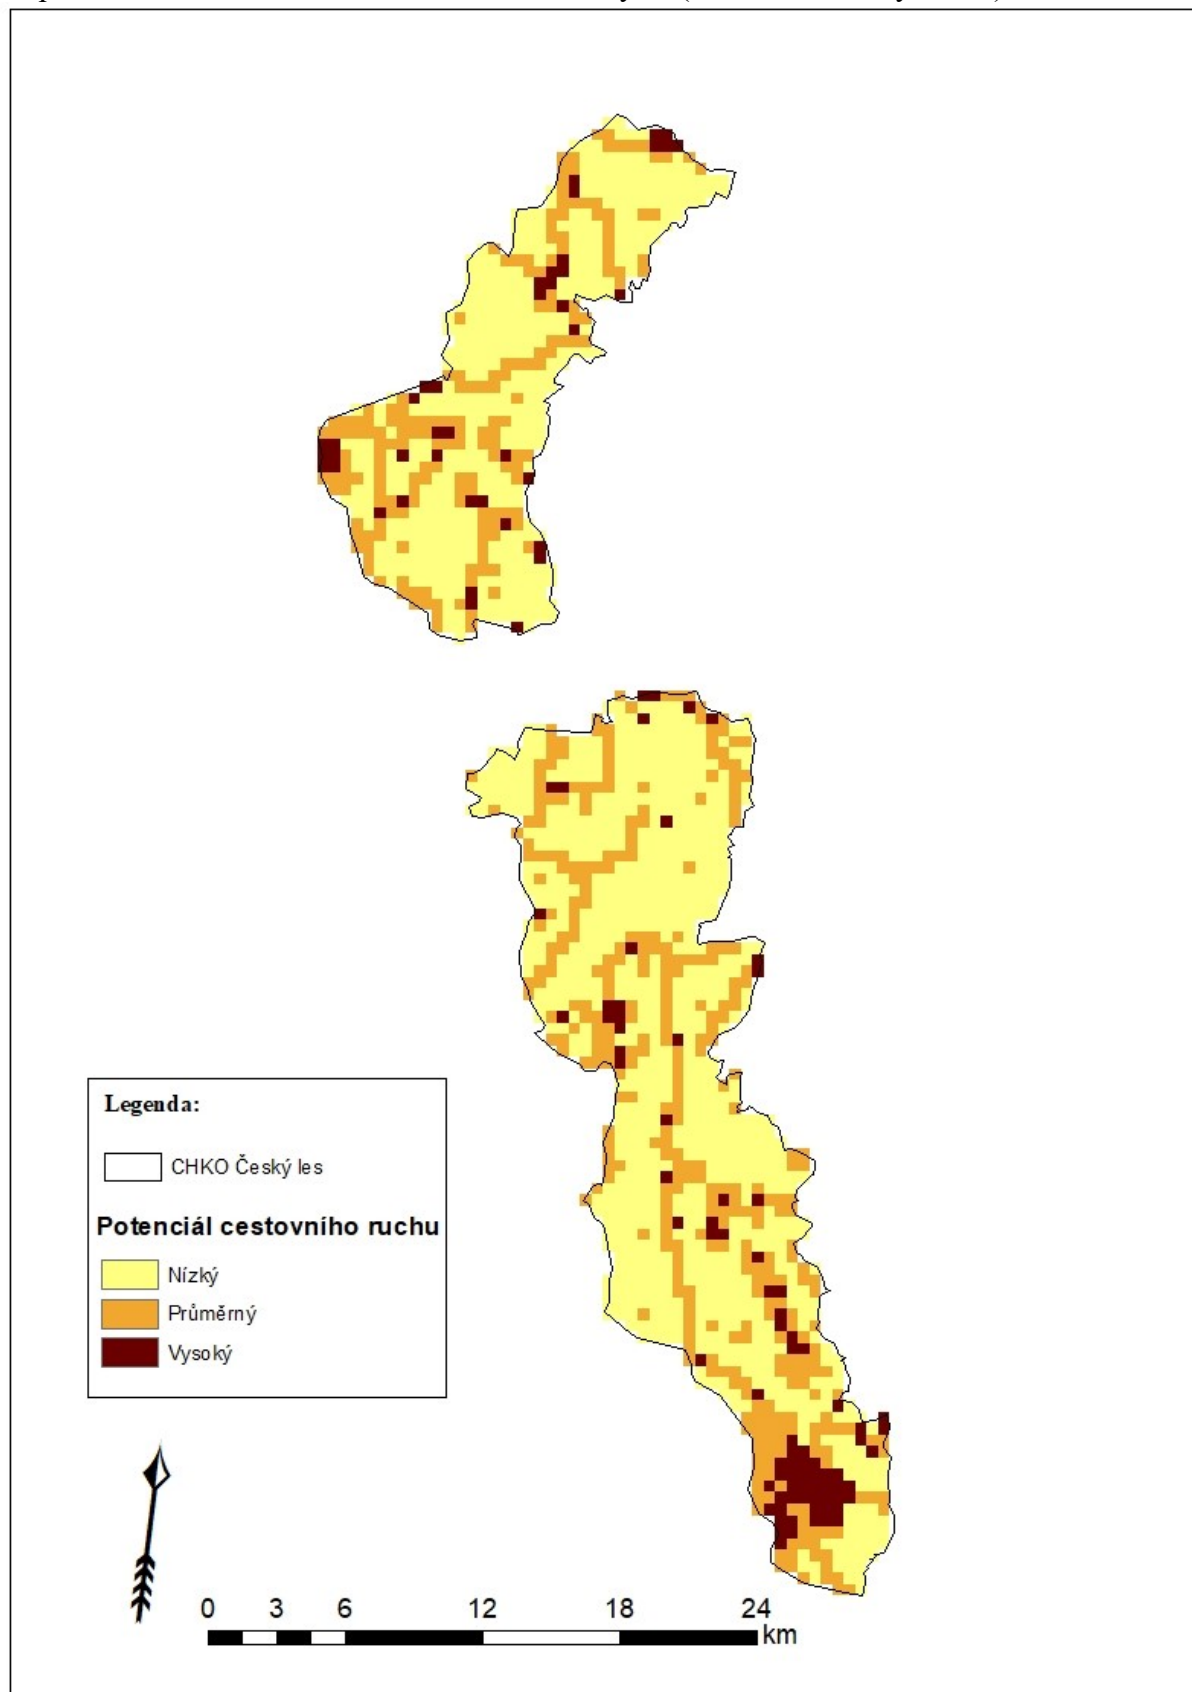 Legenda:
CHKO Český les
Potenciál cestovního ruchu
Nízký
Průměrný
Vysoký
0 3 6 12 18 24
km